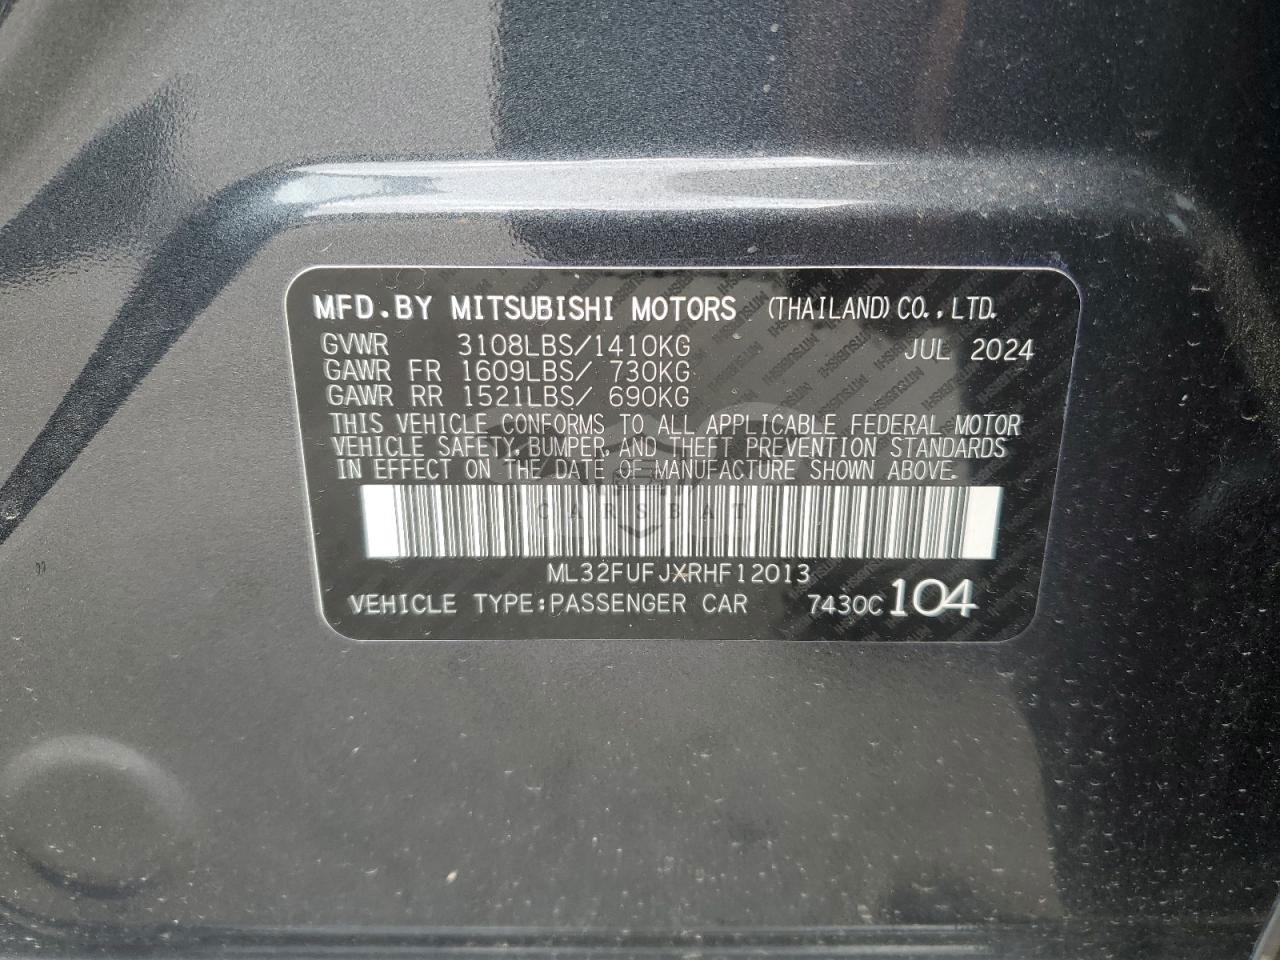 MFD.BY MITSUBISHI MOTORS (THAILAND)CO.,LTD.
GVWR 3108LBS/1410KG JUL 2024
GAWR FR 1609LBS/ 730KG
GAWR RR 1521LBS/ 690KG
THIS VEHICLE CONFORMS TO ALL APPLICABLE FEDERAL MOTOR
VEHICLE SAFETY, BUMPER, AND THEFT PREVENTION STANDARDS
IN EFFECT ON THE DATE OF MANUFACTURE SHOWN ABOVE.
CARSBAT
ML32FUFJXRHF12013
VEHICLE TYPE:PASSENGER CAR 7430C 104